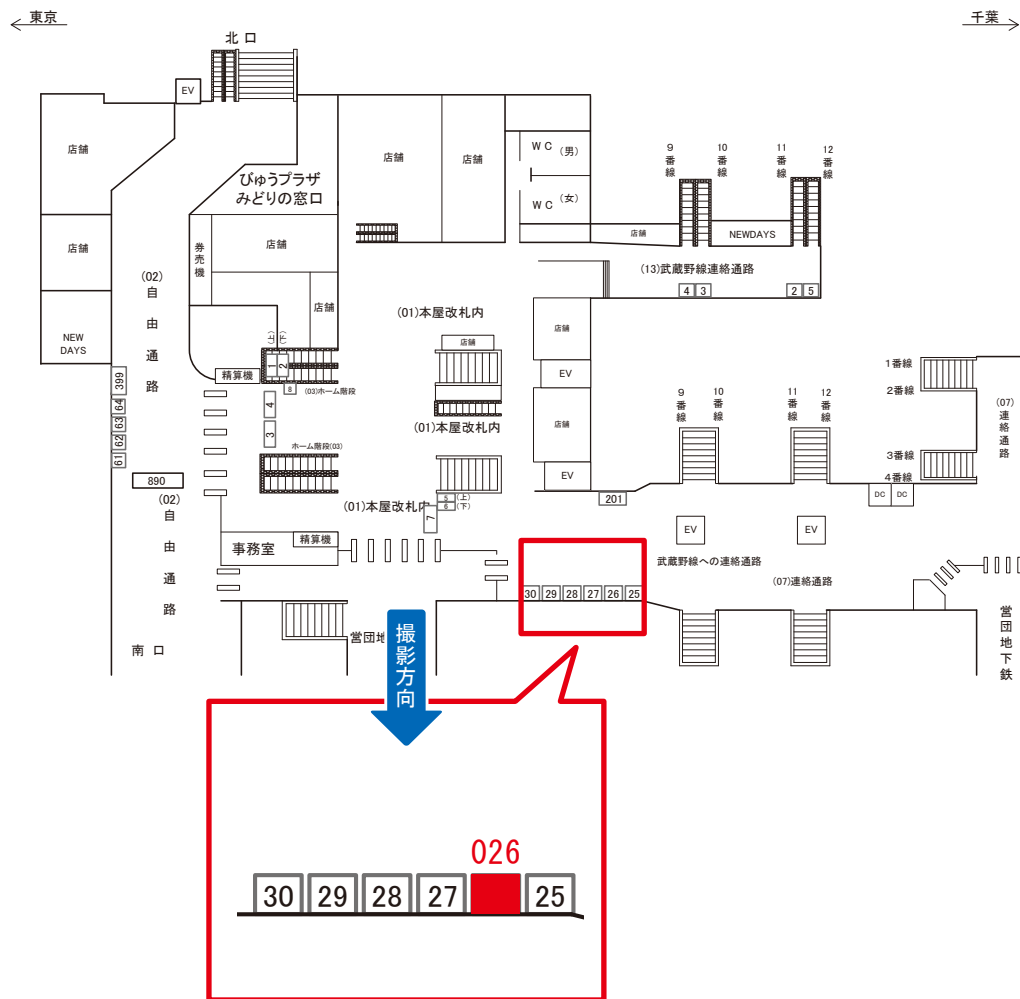 東京
千葉
北口
EV
店舗
店舗
店舗
WC (男)
WC (女)
9番線
10番線
11番線
12番線
びゅうプラザ
みどりの窓口
店舗
NEWDAYS
店舗
券売機
店舗
(13)武蔵野線連絡通路
4
3
2
5
(02)自由通路
店舗
(01)本屋改札内
店舗
NEW
DAYS
(上)
(下)
店舗
1
2
精算機
8
(03)ホーム階段
EV
1番線
2番線
399
64
63
62
61
4
3
(01)本屋改札内
店舗
9番線
10番線
11番線
12番線
(07)連絡通路
ホーム階段(03)
3番線
4番線
EV
890
(02)自由通路
5
(上)
6
(下)
7
(01)本屋改札内
201
DC
DC
EV
EV
事務室
精算機
武蔵野線への連絡通路
(07)連絡通路
30
29
28
27
26
25
南口
営団地
営団地下鉄
撮影方向
026
30
29
28
27
25